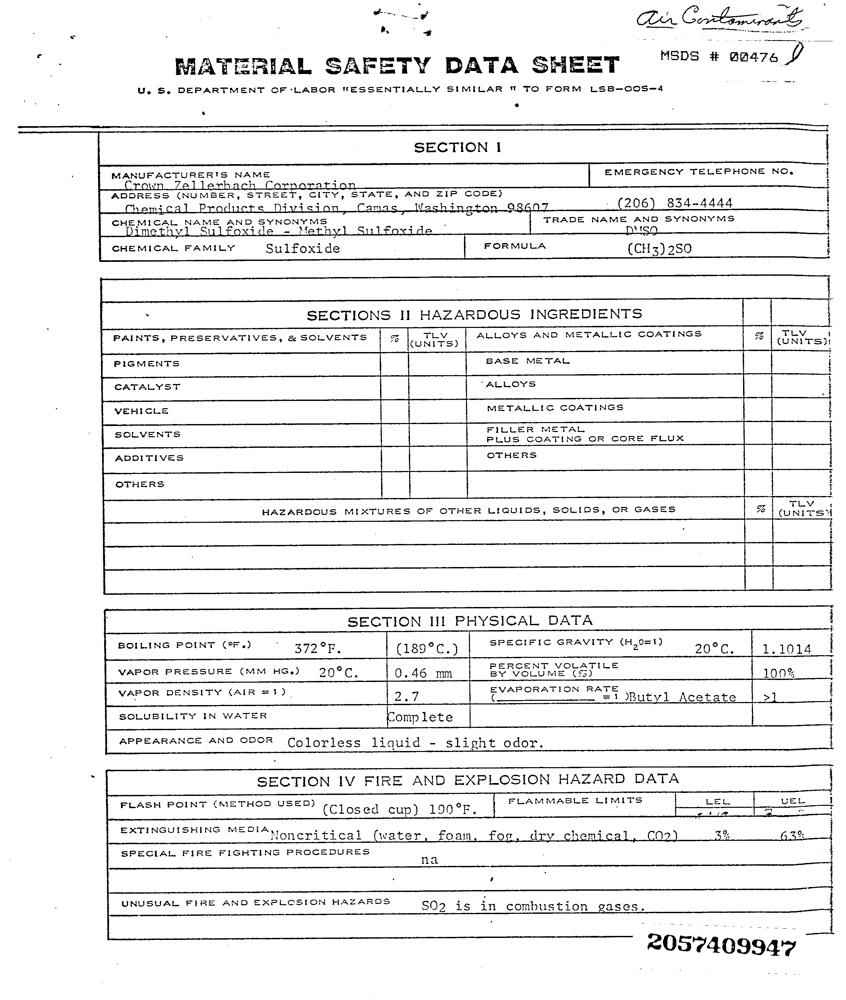 Air Contaminants
MSDS # 00476
MATERIAL SAFETY DATA SHEET
U. S. DEPARTMENT OF LABOR "ESSENTIALLY SIMILAR " TO FORM LSB-OOS-4
SECTION I
MANUFACTURER'S NAME
Crown Zellerbach Corporation
EMERGENCY TELEPHONE NO.
ADDRESS (NUMBER, STREET, CITY, STATE, AND ZIP CODE)
Chemical Products Division, Camas, Washington 98607
(206) 834-4444
CHEMICAL NAME AND SYNONYMS
Dimethyl Sulfoxide - Methyl Sulfoxide
TRADE NAME AND SYNONYMS
DMSO
CHEMICAL FAMILY Sulfoxide
FORMULA (CH3)2SO
SECTIONS II HAZARDOUS INGREDIENTS
PAINTS, PRESERVATIVES, & SOLVENTS % TLV (UNITS) ALLOYS AND METALLIC COATINGS % TLV (UNITS)
PIGMENTS BASE METAL
CATALYST ALLOYS
VEHICLE METALLIC COATINGS
SOLVENTS FILLER METAL
PLUS COATING OR CORE FLUX
ADDITIVES OTHERS
OTHERS
HAZARDOUS MIXTURES OF OTHER LIQUIDS, SOLIDS, OR GASES % TLV (UNITS)
SECTION III PHYSICAL DATA
BOILING POINT (°F.) 372°F. (189°C.) SPECIFIC GRAVITY (H2O=1) 20°C. 1.1014
VAPOR PRESSURE (MM HG.) 20°C. 0.46 mm PERCENT VOLATILE BY VOLUME (%) 100%
VAPOR DENSITY (AIR = 1) 2.7 EVAPORATION RATE (________ = 1 )Butyl Acetate >1
SOLUBILITY IN WATER Complete
APPEARANCE AND ODOR Colorless liquid - slight odor.
SECTION IV FIRE AND EXPLOSION HAZARD DATA
FLASH POINT (METHOD USED) (Closed cup) 190°F. FLAMMABLE LIMITS LEL UEL
EXTINGUISHING MEDIA Noncritical (water, foam, fog, dry chemical, CO2) 3% 63%
SPECIAL FIRE FIGHTING PROCEDURES
na
UNUSUAL FIRE AND EXPLOSION HAZARDS SO2 is in combustion gases.
2057409947